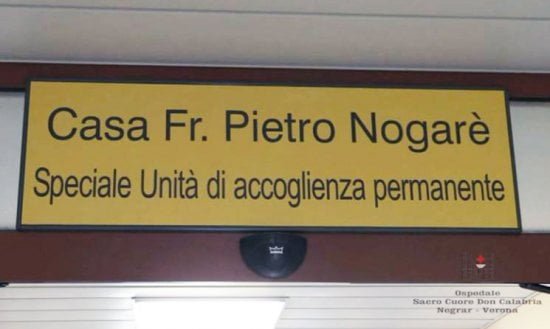 Casa Fr. Pietro Nogarè
Speciale Unità di accoglienza permanente
Ospedale
Sacro Cuore Don Calabria
Negrar - Verona